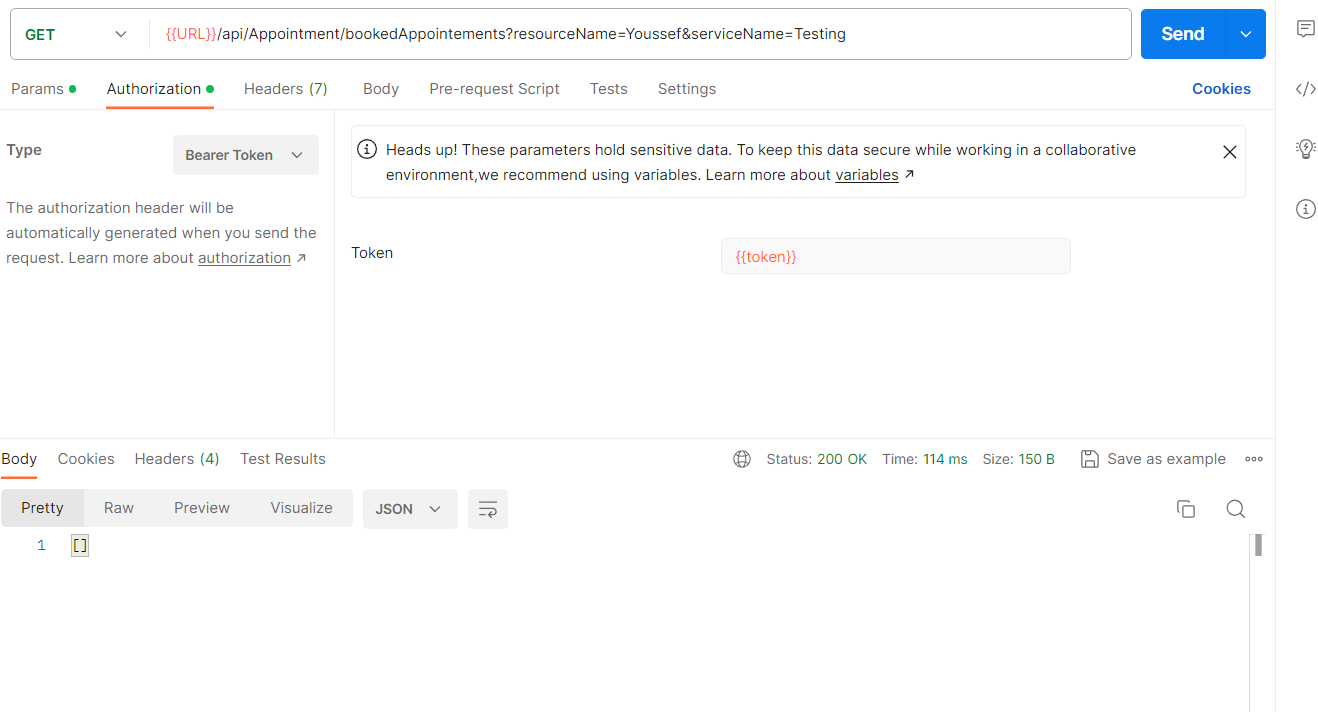 GET {{URL}}/api/Appointment/bookedAppointements?resourceName=Youssef&serviceName=Testing Send
Params Authorization Headers (7) Body Pre-request Script Tests Settings Cookies
Type Bearer Token
The authorization header will be
automatically generated when you send the
request. Learn more about authorization ↗
Heads up! These parameters hold sensitive data. To keep this data secure while working in a collaborative
environment,we recommend using variables. Learn more about variables ↗
Token {{token}}
Body Cookies Headers (4) Test Results Status: 200 OK Time: 114 ms Size: 150 B Save as example
Pretty Raw Preview Visualize JSON
1 []